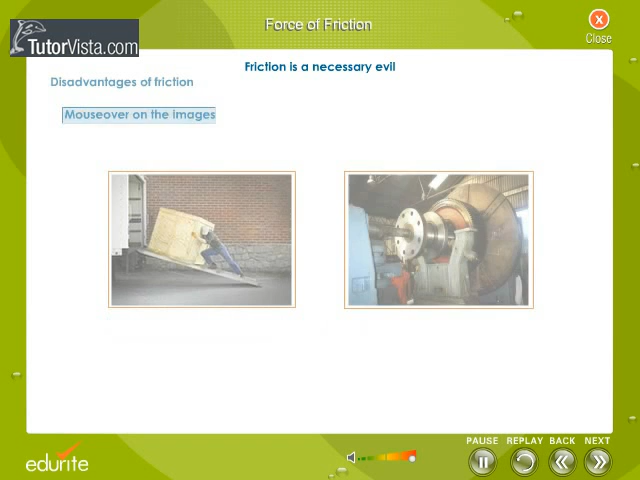 Force of Friction
X
Close
TutorVista.com
Friction is a necessary evil
Disadvantages of friction
Mouseover on the images
PAUSE REPLAY BACK NEXT
edurite